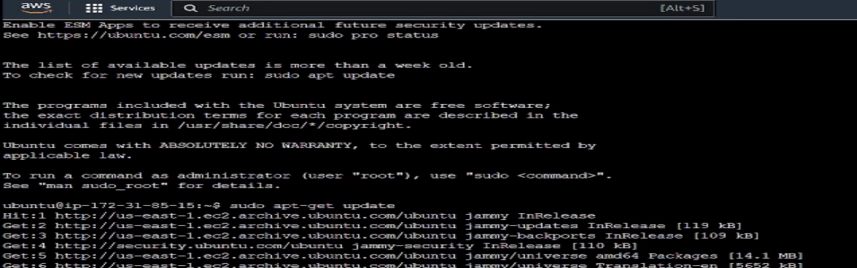 aws Services Search [Alt+S]
Enable ESM Apps to receive additional future security updates.
See https://ubuntu.com/esm or run: sudo pro status
The list of available updates is more than a week old.
To check for new updates run: sudo apt update
The programs included with the Ubuntu system are free software;
the exact distribution terms for each program are described in the
individual files in /usr/share/doc/*/copyright.
Ubuntu comes with ABSOLUTELY NO WARRANTY, to the extent permitted by
applicable law.
To run a command as administrator (user "root"), use "sudo <command>".
See "man sudo_root" for details.
ubuntu@ip-172-31-85-15:~$ sudo apt-get update
Hit:1 http://us-east-1.ec2.archive.ubuntu.com/ubuntu jammy InRelease
Get:2 http://us-east-1.ec2.archive.ubuntu.com/ubuntu jammy-updates InRelease [119 kB]
Get:3 http://us-east-1.ec2.archive.ubuntu.com/ubuntu jammy-backports InRelease [109 kB]
Get:4 http://security.ubuntu.com/ubuntu jammy-security InRelease [110 kB]
Get:5 http://us-east-1.ec2.archive.ubuntu.com/ubuntu jammy/universe amd64 Packages [14.1 MB]
Get:6 http://us-east-1.ec2.archive.ubuntu.com/ubuntu jammy/universe Translation-en [5652 kB]